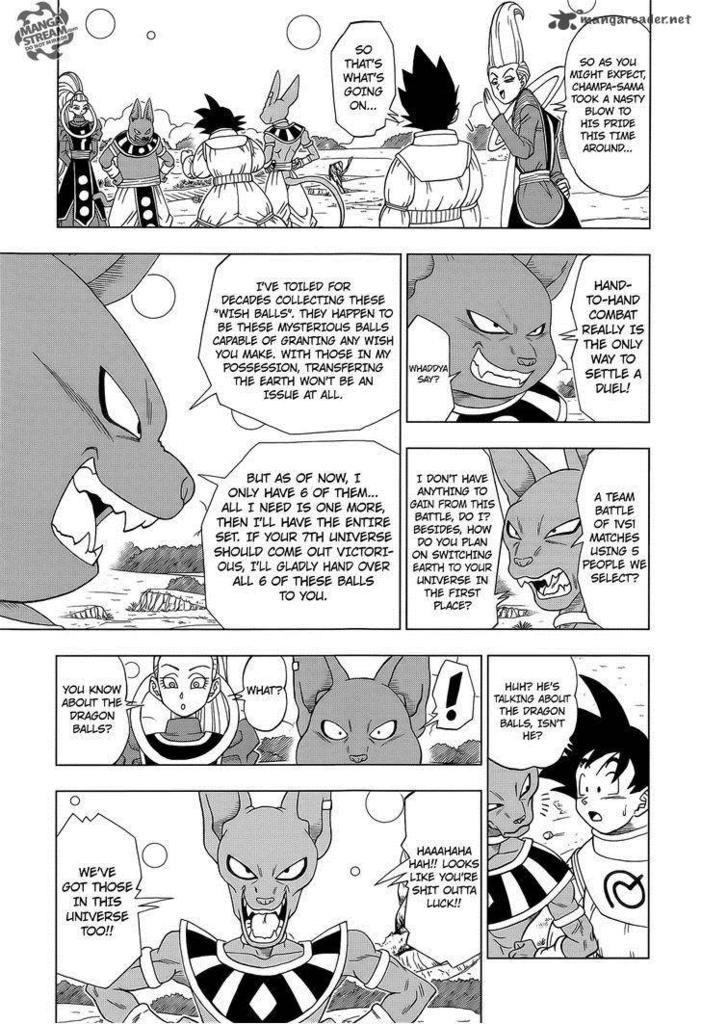 MANGA
STREAM
DO NOT MIRROR
mangareader.net
SO AS YOU
MIGHT EXPECT,
CHAMPA-SAMA
TOOK A NASTY
BLOW TO
HIS PRIDE
THIS TIME
AROUND...
SO
THAT'S
WHAT'S
GOING
ON...
HAND-
TO-HAND
COMBAT
REALLY IS
THE ONLY
WAY TO
SETTLE A
DUEL!
WHADDYA
SAY?
I'VE TOILED FOR
DECADES COLLECTING THESE
"WISH BALLS". THEY HAPPEN TO
BE THESE MYSTERIOUS BALLS
CAPABLE OF GRANTING ANY WISH
YOU MAKE. WITH THOSE IN MY
POSSESSION, TRANSFERING
THE EARTH WON'T BE AN
ISSUE AT ALL.
BUT AS OF NOW, I
ONLY HAVE 6 OF THEM...
ALL I NEED IS ONE MORE,
THEN I'LL HAVE THE ENTIRE
SET. IF YOUR 7TH UNIVERSE
SHOULD COME OUT VICTORI-
OUS, I'LL GLADLY HAND OVER
ALL 6 OF THESE BALLS
TO YOU.
A TEAM
BATTLE OF
1VS1
MATCHES
USING 5
PEOPLE WE
SELECT?
I DON'T HAVE
ANYTHING TO
GAIN FROM THIS
BATTLE, DO I?
BESIDES, HOW
DO YOU PLAN
ON SWITCHING
EARTH TO YOUR
UNIVERSE IN
THE FIRST
PLACE?
HUH? HE'S
TALKING ABOUT
THE DRAGON
BALLS, ISN'T
HE?
!
WHAT?
YOU KNOW
ABOUT THE
DRAGON
BALLS?
HAAAHAHA
HAH!! LOOKS
LIKE YOU'RE
SHIT OUTTA
LUCK!!
WE'VE
GOT THOSE
IN THIS
UNIVERSE
TOO!!